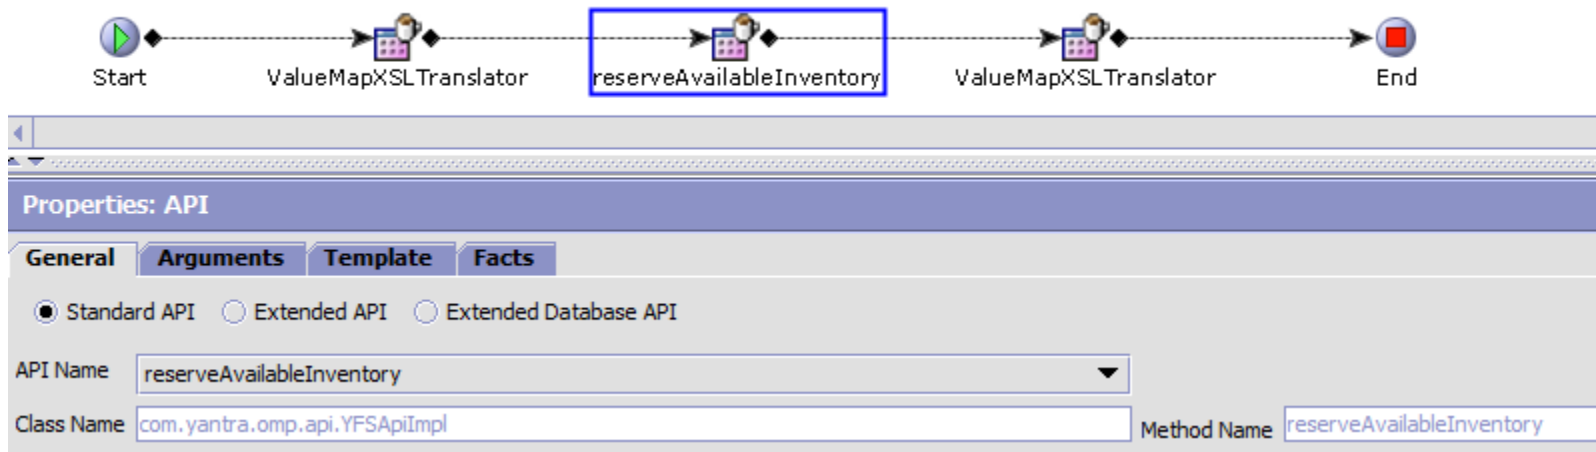 Start ValueMapXSLTranslator reserveAvailableInventory ValueMapXSLTranslator End
Properties: API
General Arguments Template Facts
Standard API Extended API Extended Database API
API Name reserveAvailableInventory
Class Name com.yantra.omp.api.YFSApiImpl Method Name reserveAvailableInventory